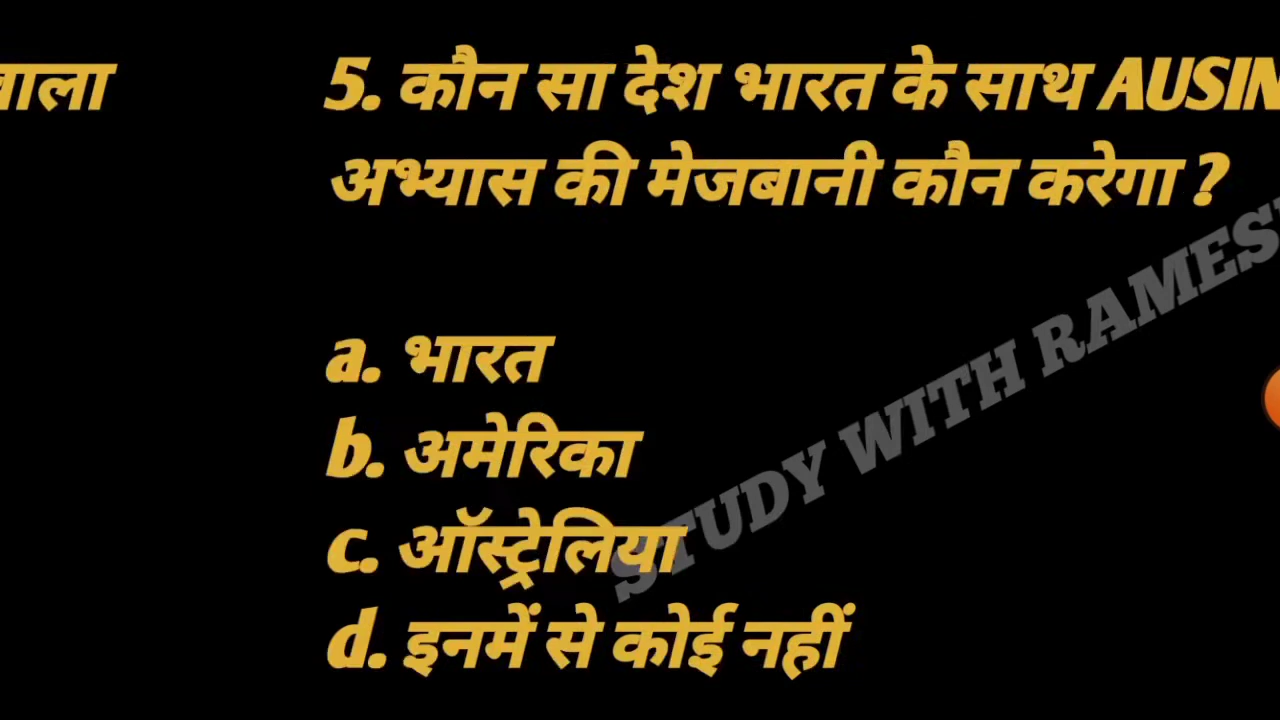 वाला
5. कौन सा देश भारत के साथ AUSIN
अभ्यास की मेजबानी कौन करेगा ?
a. भारत
b. अमेरिका
c. ऑस्ट्रेलिया
d. इनमें से कोई नहीं
STUDY WITH RAMES